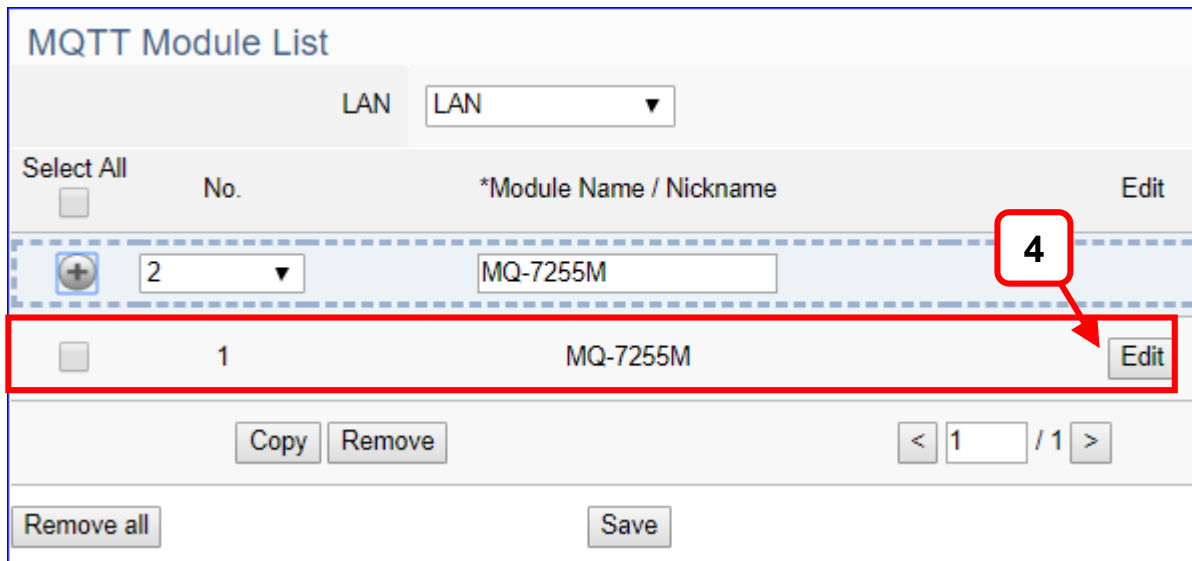 MQTT Module List
LAN LAN
Select All No. *Module Name / Nickname Edit
4
2 MQ-7255M
1 MQ-7255M Edit
Copy Remove < 1 / 1 >
Remove all Save